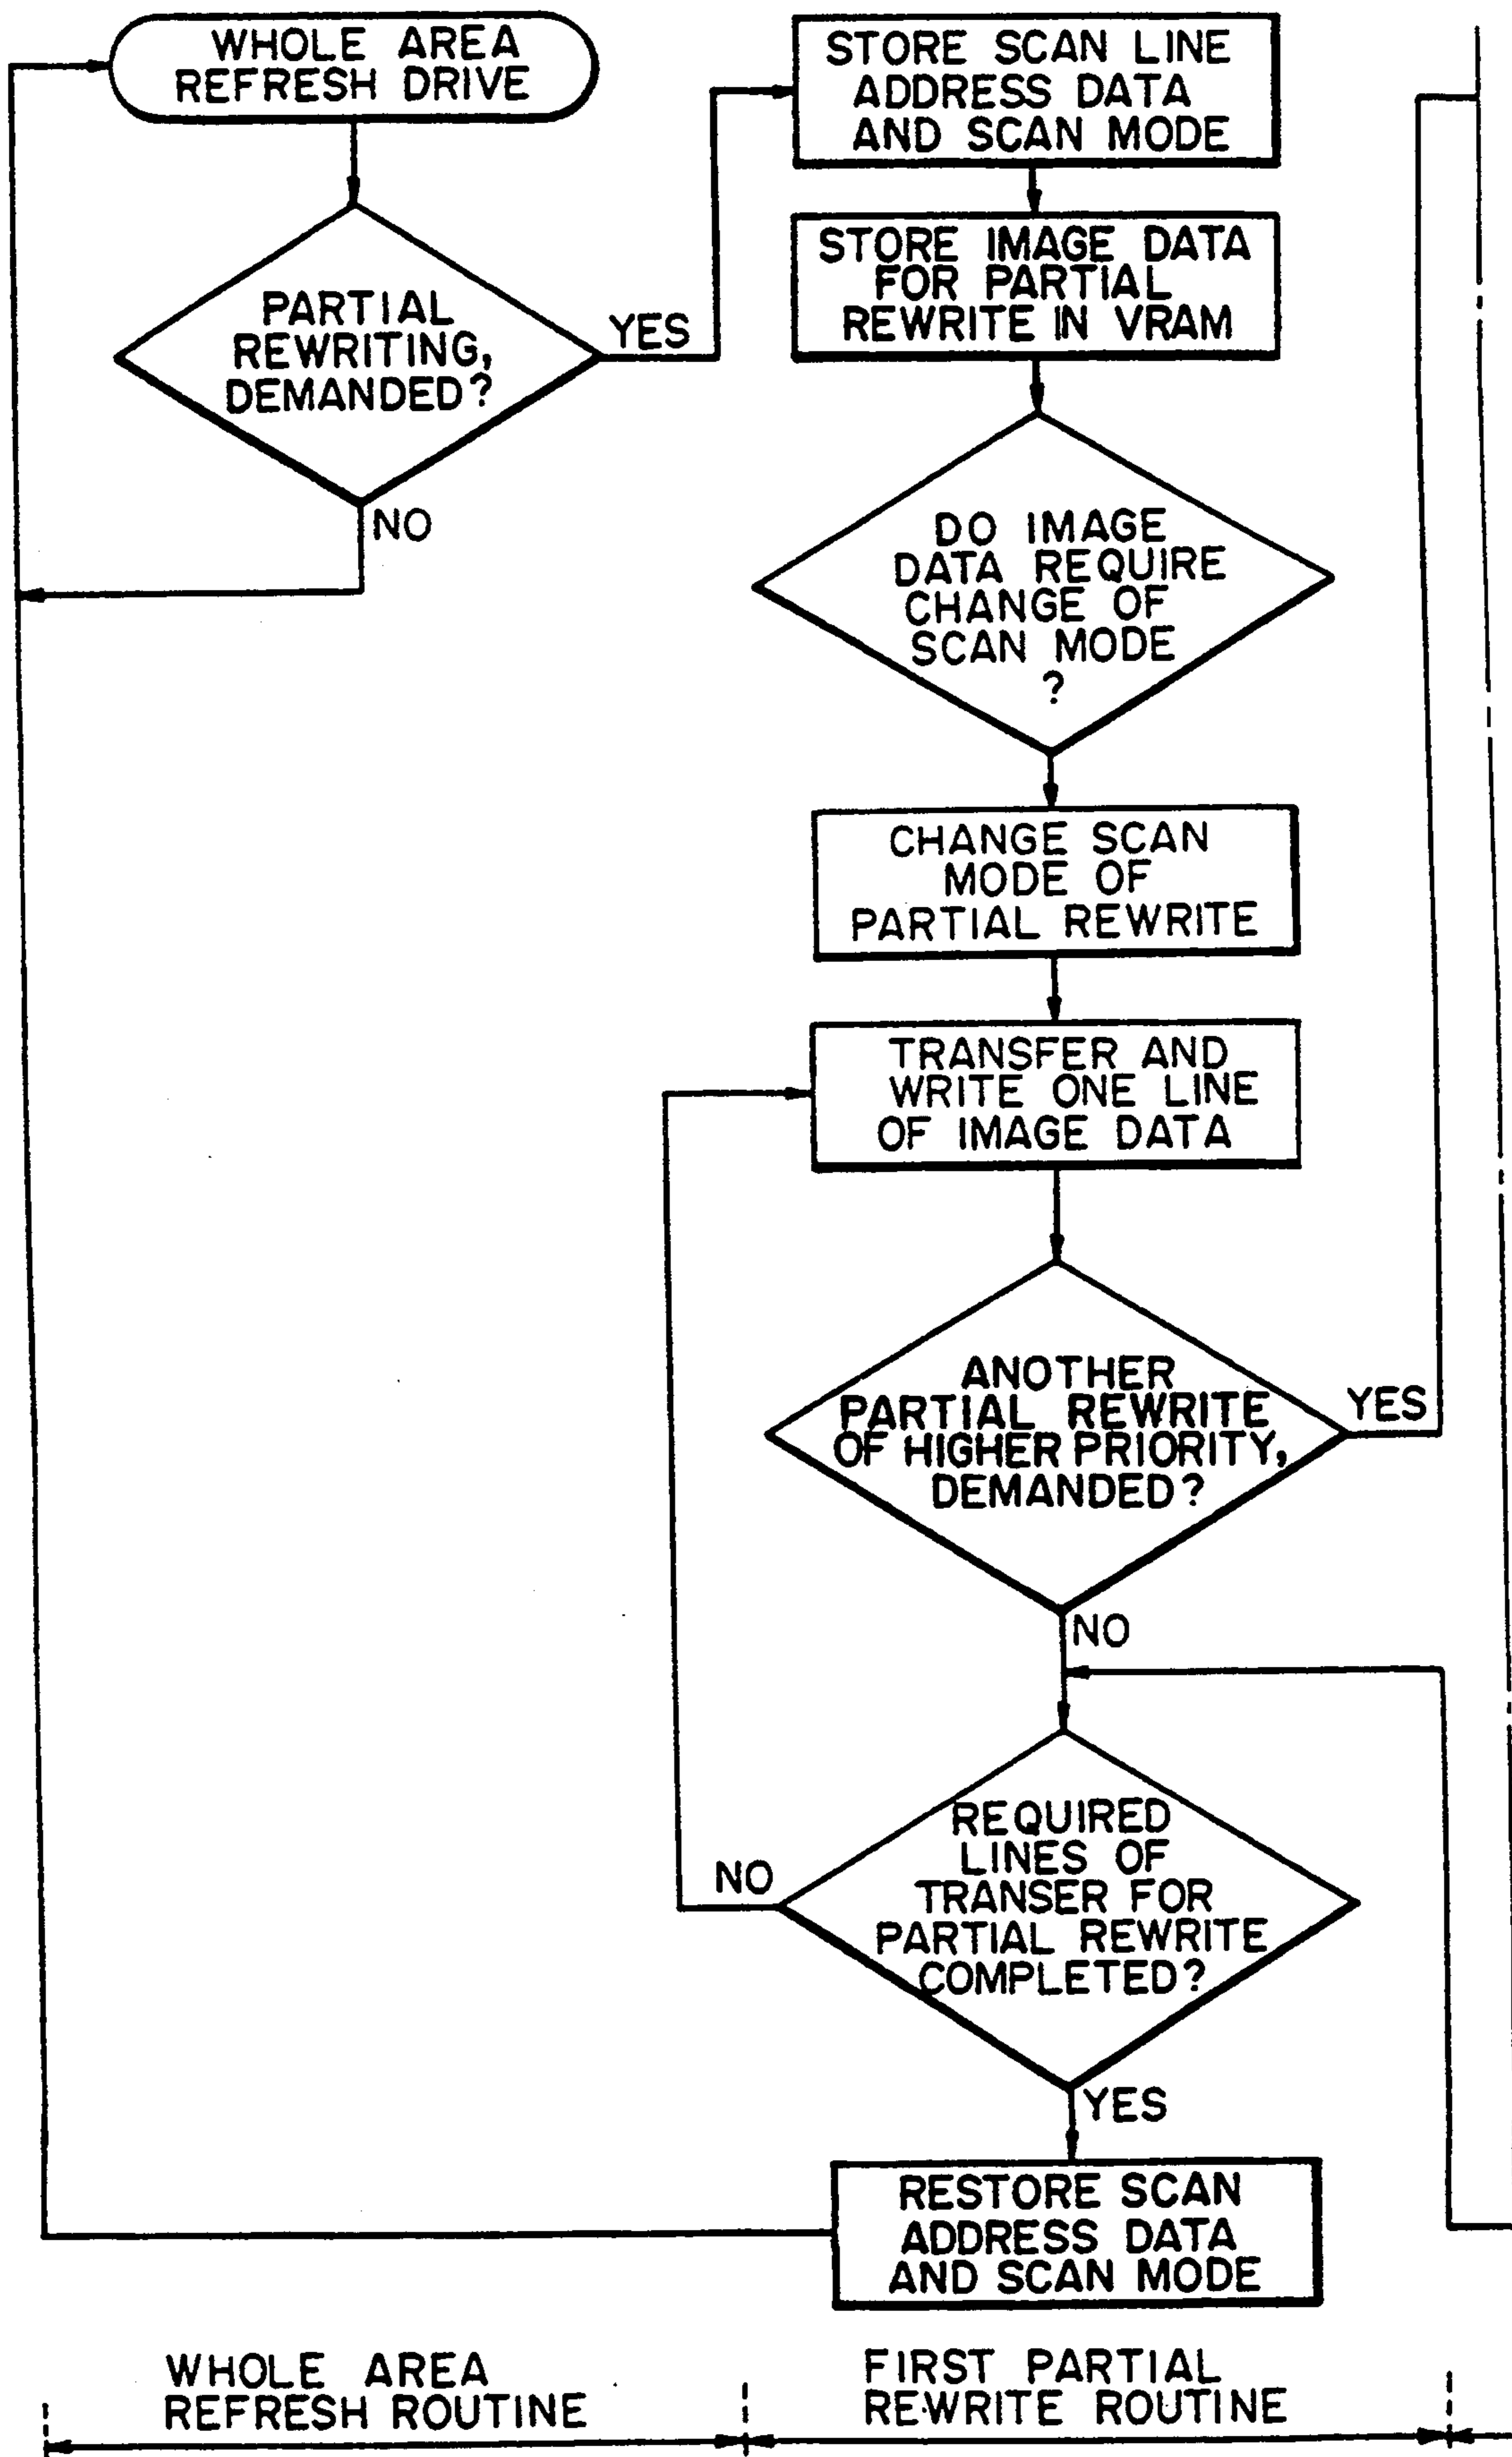 WHOLE AREA
REFRESH DRIVE
PARTIAL
REWRITING,
DEMANDED?
YES
NO
STORE SCAN LINE
ADDRESS DATA
AND SCAN MODE
STORE IMAGE DATA
FOR PARTIAL
REWRITE IN VRAM
DO IMAGE
DATA REQUIRE
CHANGE OF
SCAN MODE
?
CHANGE SCAN
MODE OF
PARTIAL REWRITE
TRANSFER AND
WRITE ONE LINE
OF IMAGE DATA
ANOTHER
PARTIAL REWRITE
OF HIGHER PRIORITY,
DEMANDED?
YES
NO
REQUIRED
LINES OF
TRANSER FOR
PARTIAL REWRITE
COMPLETED?
NO
YES
RESTORE SCAN
ADDRESS DATA
AND SCAN MODE
WHOLE AREA
REFRESH ROUTINE
FIRST PARTIAL
REWRITE ROUTINE